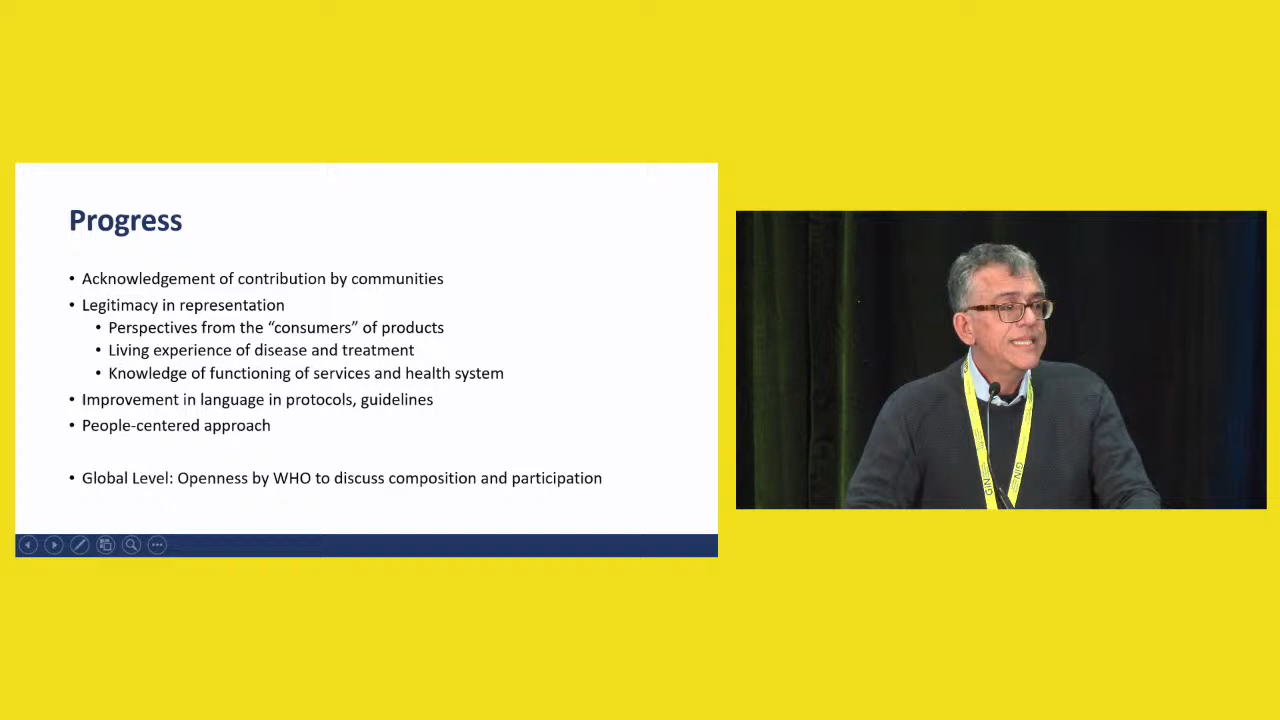 Progress
• Acknowledgement of contribution by communities
• Legitimacy in representation
• Perspectives from the “consumers” of products
• Living experience of disease and treatment
• Knowledge of functioning of services and health system
• Improvement in language in protocols, guidelines
• People-centered approach
• Global Level: Openness by WHO to discuss composition and participation
GIN
GIN